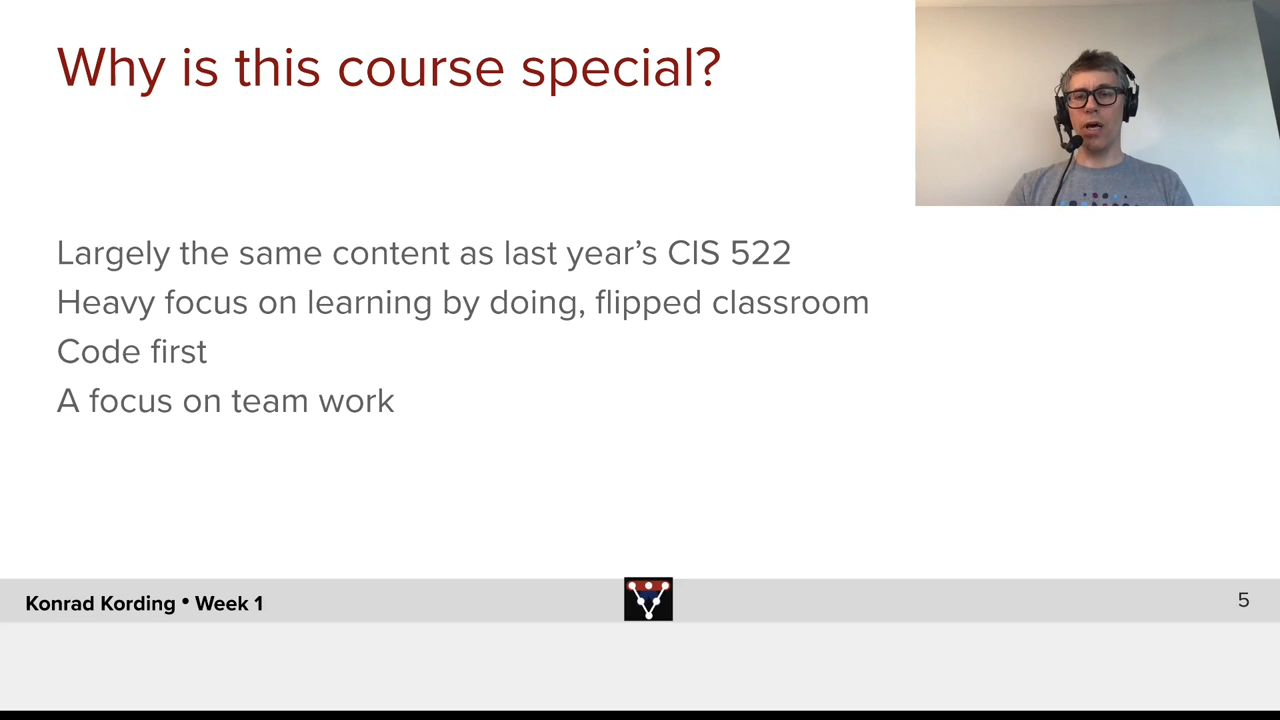 Why is this course special?
Largely the same content as last year’s CIS 522
Heavy focus on learning by doing, flipped classroom
Code first
A focus on team work
Konrad Kording • Week 1
5